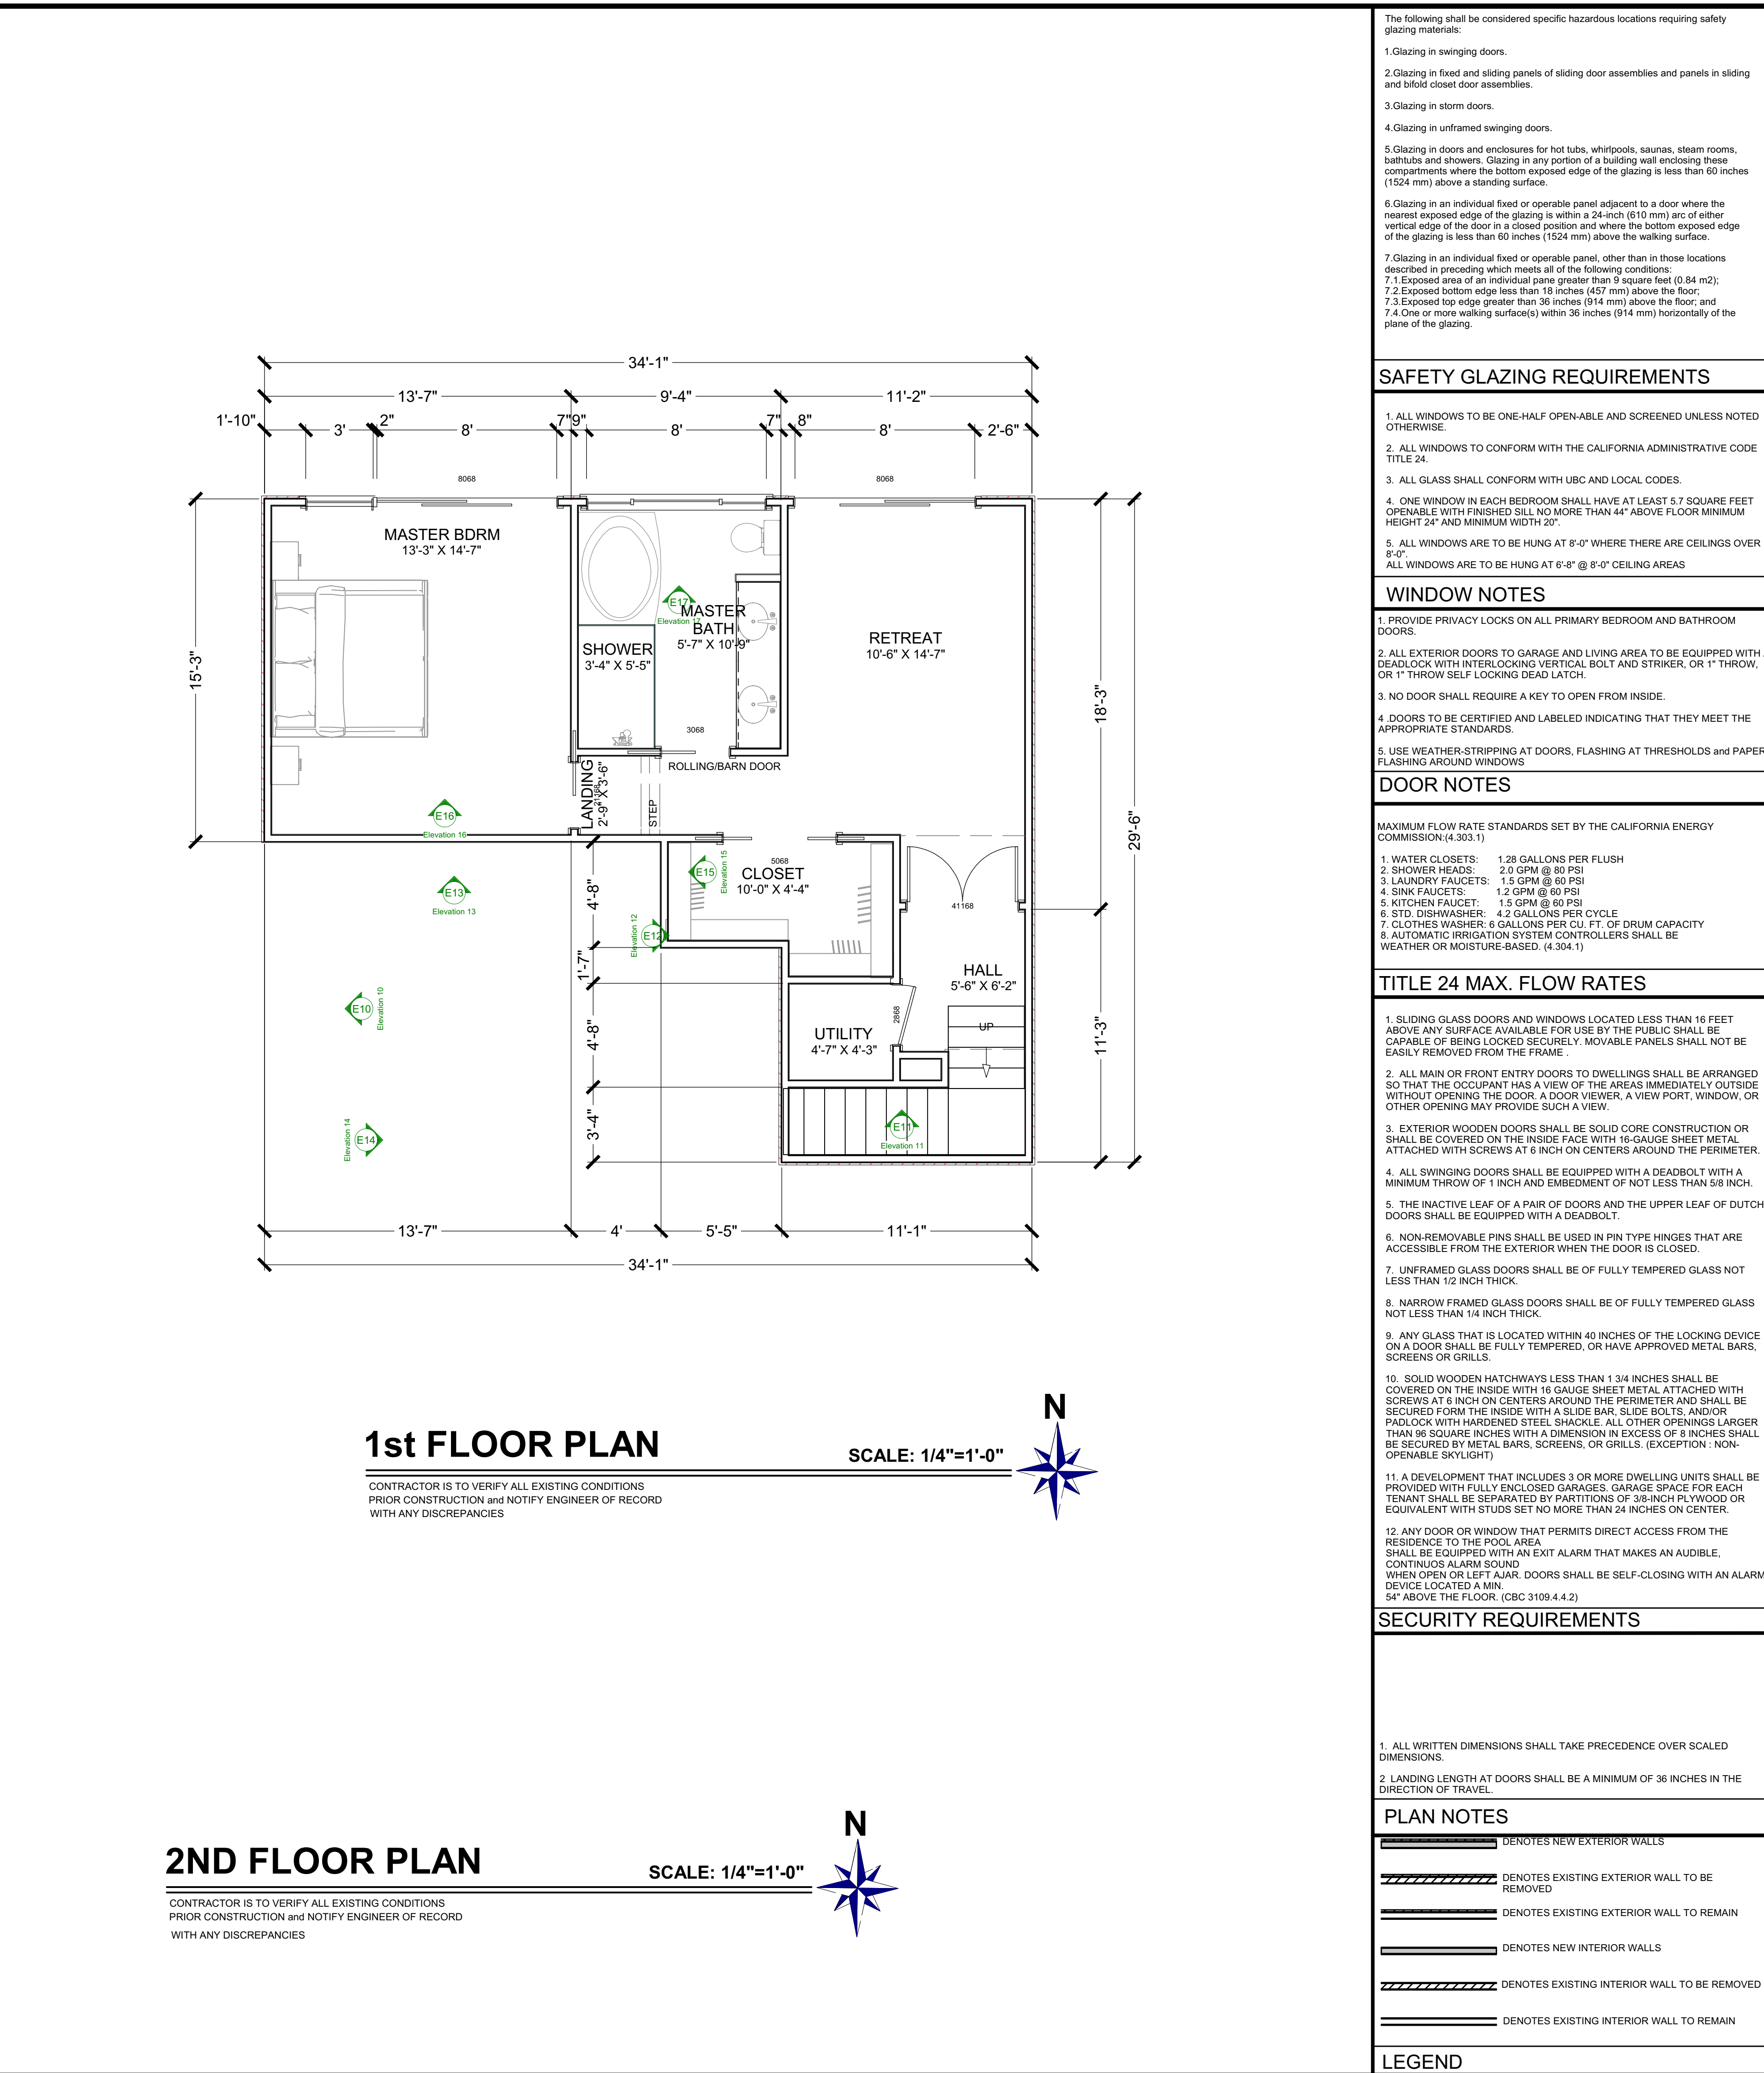 34'-1"
13'-7"
9'-4"
11'-2"
1'-10"
3'
2"
8'
7"
9"
8'
7"
8"
8'
2'-6"
8068
8068
MASTER BDRM
13'-3" X 14'-7"
E17
Elevation 17
MASTER
BATH
5'-7" X 10'-9"
SHOWER
3'-4" X 5'-5"
RETREAT
10'-6" X 14'-7"
15'-3"
18'-3"
29'-6"
11'-3"
3068
ROLLING/BARN DOOR
LANDING
2'-9" X 3'-6"
21168
STEP
E16
Elevation 16
E13
Elevation 13
E15
Elevation 15
5068
CLOSET
10'-0" X 4'-4"
E12
Elevation 12
41168
4'-8"
1'-7"
4'-8"
3'-4"
HALL
5'-6" X 6'-2"
E10
Elevation 10
UTILITY
4'-7" X 4'-3"
2868
UP
E14
Elevation 14
E11
Elevation 11
13'-7"
4'
5'-5"
11'-1"
34'-1"
1st FLOOR PLAN
SCALE: 1/4"=1'-0"
N
CONTRACTOR IS TO VERIFY ALL EXISTING CONDITIONS
PRIOR CONSTRUCTION and NOTIFY ENGINEER OF RECORD
WITH ANY DISCREPANCIES
2ND FLOOR PLAN
SCALE: 1/4"=1'-0"
N
CONTRACTOR IS TO VERIFY ALL EXISTING CONDITIONS
PRIOR CONSTRUCTION and NOTIFY ENGINEER OF RECORD
WITH ANY DISCREPANCIES
The following shall be considered specific hazardous locations requiring safety
glazing materials:
1.Glazing in swinging doors.
2.Glazing in fixed and sliding panels of sliding door assemblies and panels in sliding
and bifold closet door assemblies.
3.Glazing in storm doors.
4.Glazing in unframed swinging doors.
5.Glazing in doors and enclosures for hot tubs, whirlpools, saunas, steam rooms,
bathtubs and showers. Glazing in any portion of a building wall enclosing these
compartments where the bottom exposed edge of the glazing is less than 60 inches
(1524 mm) above a standing surface.
6.Glazing in an individual fixed or operable panel adjacent to a door where the
nearest exposed edge of the glazing is within a 24-inch (610 mm) arc of either
vertical edge of the door in a closed position and where the bottom exposed edge
of the glazing is less than 60 inches (1524 mm) above the walking surface.
7.Glazing in an individual fixed or operable panel, other than in those locations
described in preceding which meets all of the following conditions:
7.1.Exposed area of an individual pane greater than 9 square feet (0.84 m2);
7.2.Exposed bottom edge less than 18 inches (457 mm) above the floor;
7.3.Exposed top edge greater than 36 inches (914 mm) above the floor; and
7.4.One or more walking surface(s) within 36 inches (914 mm) horizontally of the
plane of the glazing.
SAFETY GLAZING REQUIREMENTS
1. ALL WINDOWS TO BE ONE-HALF OPEN-ABLE AND SCREENED UNLESS NOTED
OTHERWISE.
2. ALL WINDOWS TO CONFORM WITH THE CALIFORNIA ADMINISTRATIVE CODE
TITLE 24.
3. ALL GLASS SHALL CONFORM WITH UBC AND LOCAL CODES.
4. ONE WINDOW IN EACH BEDROOM SHALL HAVE AT LEAST 5.7 SQUARE FEET
OPENABLE WITH FINISHED SILL NO MORE THAN 44" ABOVE FLOOR MINIMUM
HEIGHT 24" AND MINIMUM WIDTH 20".
5. ALL WINDOWS ARE TO BE HUNG AT 8'-0" WHERE THERE ARE CEILINGS OVER
8'-0".
ALL WINDOWS ARE TO BE HUNG AT 6'-8" @ 8'-0" CEILING AREAS
WINDOW NOTES
1. PROVIDE PRIVACY LOCKS ON ALL PRIMARY BEDROOM AND BATHROOM
DOORS.
2. ALL EXTERIOR DOORS TO GARAGE AND LIVING AREA TO BE EQUIPPED WITH
DEADLOCK WITH INTERLOCKING VERTICAL BOLT AND STRIKER, OR 1" THROW,
OR 1" THROW SELF LOCKING DEAD LATCH.
3. NO DOOR SHALL REQUIRE A KEY TO OPEN FROM INSIDE.
4 .DOORS TO BE CERTIFIED AND LABELED INDICATING THAT THEY MEET THE
APPROPRIATE STANDARDS.
5. USE WEATHER-STRIPPING AT DOORS, FLASHING AT THRESHOLDS and PAPER
FLASHING AROUND WINDOWS
DOOR NOTES
MAXIMUM FLOW RATE STANDARDS SET BY THE CALIFORNIA ENERGY
COMMISSION:(4.303.1)
1. WATER CLOSETS: 1.28 GALLONS PER FLUSH
2. SHOWER HEADS: 2.0 GPM @ 80 PSI
3. LAUNDRY FAUCETS: 1.5 GPM @ 60 PSI
4. SINK FAUCETS: 1.2 GPM @ 60 PSI
5. KITCHEN FAUCET: 1.5 GPM @ 60 PSI
6. STD. DISHWASHER: 4.2 GALLONS PER CYCLE
7. CLOTHES WASHER: 6 GALLONS PER CU. FT. OF DRUM CAPACITY
8. AUTOMATIC IRRIGATION SYSTEM CONTROLLERS SHALL BE
WEATHER OR MOISTURE-BASED. (4.304.1)
TITLE 24 MAX. FLOW RATES
1. SLIDING GLASS DOORS AND WINDOWS LOCATED LESS THAN 16 FEET
ABOVE ANY SURFACE AVAILABLE FOR USE BY THE PUBLIC SHALL BE
CAPABLE OF BEING LOCKED SECURELY. MOVABLE PANELS SHALL NOT BE
EASILY REMOVED FROM THE FRAME .
2. ALL MAIN OR FRONT ENTRY DOORS TO DWELLINGS SHALL BE ARRANGED
SO THAT THE OCCUPANT HAS A VIEW OF THE AREAS IMMEDIATELY OUTSIDE
WITHOUT OPENING THE DOOR. A DOOR VIEWER, A VIEW PORT, WINDOW, OR
OTHER OPENING MAY PROVIDE SUCH A VIEW.
3. EXTERIOR WOODEN DOORS SHALL BE SOLID CORE CONSTRUCTION OR
SHALL BE COVERED ON THE INSIDE FACE WITH 16-GAUGE SHEET METAL
ATTACHED WITH SCREWS AT 6 INCH ON CENTERS AROUND THE PERIMETER.
4. ALL SWINGING DOORS SHALL BE EQUIPPED WITH A DEADBOLT WITH A
MINIMUM THROW OF 1 INCH AND EMBEDMENT OF NOT LESS THAN 5/8 INCH.
5. THE INACTIVE LEAF OF A PAIR OF DOORS AND THE UPPER LEAF OF DUTCH
DOORS SHALL BE EQUIPPED WITH A DEADBOLT.
6. NON-REMOVABLE PINS SHALL BE USED IN PIN TYPE HINGES THAT ARE
ACCESSIBLE FROM THE EXTERIOR WHEN THE DOOR IS CLOSED.
7. UNFRAMED GLASS DOORS SHALL BE OF FULLY TEMPERED GLASS NOT
LESS THAN 1/2 INCH THICK.
8. NARROW FRAMED GLASS DOORS SHALL BE OF FULLY TEMPERED GLASS
NOT LESS THAN 1/4 INCH THICK.
9. ANY GLASS THAT IS LOCATED WITHIN 40 INCHES OF THE LOCKING DEVICE
ON A DOOR SHALL BE FULLY TEMPERED, OR HAVE APPROVED METAL BARS,
SCREENS OR GRILLS.
10. SOLID WOODEN HATCHWAYS LESS THAN 1 3/4 INCHES SHALL BE
COVERED ON THE INSIDE WITH 16 GAUGE SHEET METAL ATTACHED WITH
SCREWS AT 6 INCH ON CENTERS AROUND THE PERIMETER AND SHALL BE
SECURED FORM THE INSIDE WITH A SLIDE BAR, SLIDE BOLTS, AND/OR
PADLOCK WITH HARDENED STEEL SHACKLE. ALL OTHER OPENINGS LARGER
THAN 96 SQUARE INCHES WITH A DIMENSION IN EXCESS OF 8 INCHES SHALL
BE SECURED BY METAL BARS, SCREENS, OR GRILLS. (EXCEPTION : NON-
OPENABLE SKYLIGHT)
11. A DEVELOPMENT THAT INCLUDES 3 OR MORE DWELLING UNITS SHALL BE
PROVIDED WITH FULLY ENCLOSED GARAGES. GARAGE SPACE FOR EACH
TENANT SHALL BE SEPARATED BY PARTITIONS OF 3/8-INCH PLYWOOD OR
EQUIVALENT WITH STUDS SET NO MORE THAN 24 INCHES ON CENTER.
12. ANY DOOR OR WINDOW THAT PERMITS DIRECT ACCESS FROM THE
RESIDENCE TO THE POOL AREA
SHALL BE EQUIPPED WITH AN EXIT ALARM THAT MAKES AN AUDIBLE,
CONTINUOS ALARM SOUND
WHEN OPEN OR LEFT AJAR. DOORS SHALL BE SELF-CLOSING WITH AN ALARM
DEVICE LOCATED A MIN.
54" ABOVE THE FLOOR. (CBC 3109.4.4.2)
SECURITY REQUIREMENTS
1. ALL WRITTEN DIMENSIONS SHALL TAKE PRECEDENCE OVER SCALED
DIMENSIONS.
2 LANDING LENGTH AT DOORS SHALL BE A MINIMUM OF 36 INCHES IN THE
DIRECTION OF TRAVEL.
PLAN NOTES
DENOTES NEW EXTERIOR WALLS
DENOTES EXISTING EXTERIOR WALL TO BE
REMOVED
DENOTES EXISTING EXTERIOR WALL TO REMAIN
DENOTES NEW INTERIOR WALLS
DENOTES EXISTING INTERIOR WALL TO BE REMOVED
DENOTES EXISTING INTERIOR WALL TO REMAIN
LEGEND